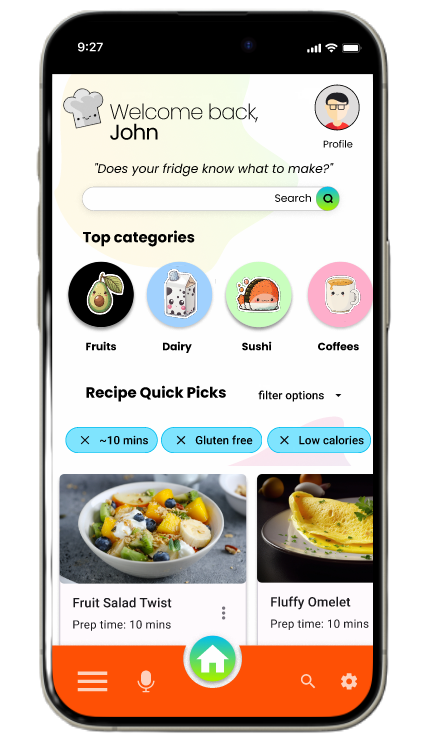 9:27
Welcome back,
John
Profile
"Does your fridge know what to make?"
Search
Top categories
Fruits Dairy Sushi Coffees
Recipe Quick Picks filter options
~10 mins Gluten free Low calories
Fruit Salad Twist Fluffy Omelet
Prep time: 10 mins Prep time: 10 mins